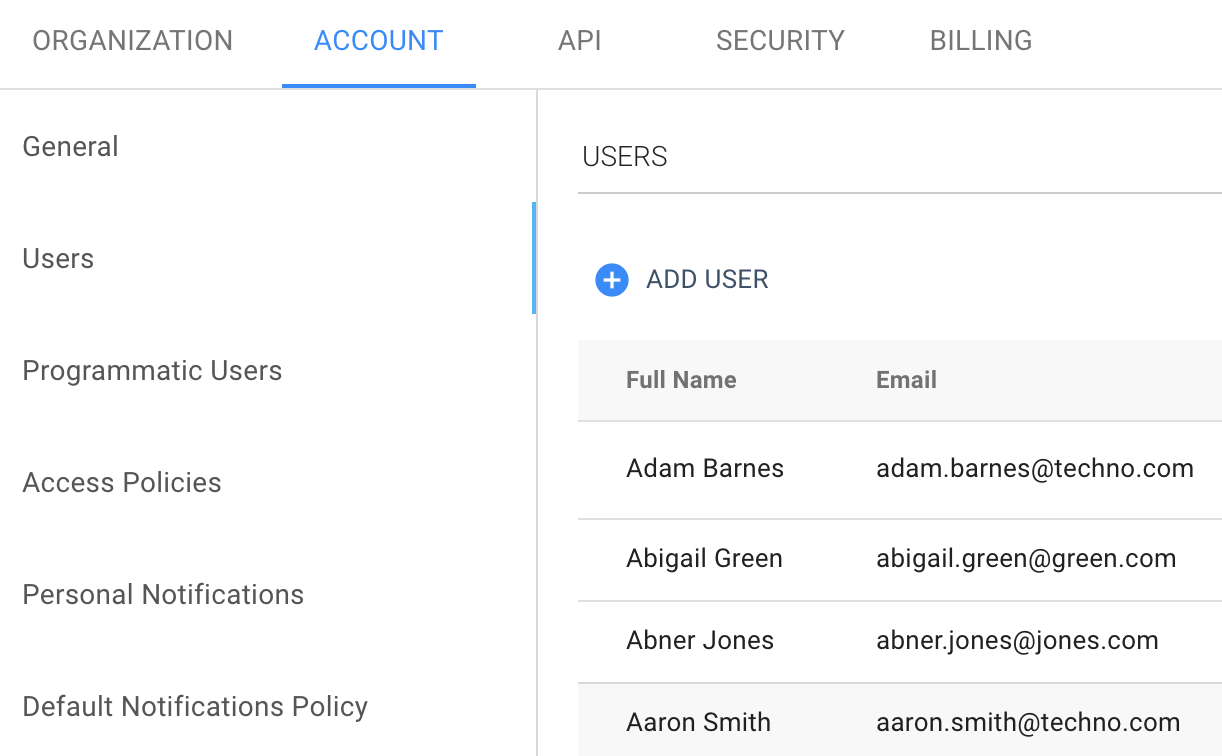 ORGANIZATION ACCOUNT API SECURITY BILLING
General
Users
Programmatic Users
Access Policies
Personal Notifications
Default Notifications Policy
USERS
ADD USER
Full Name Email
Adam Barnes adam.barnes@techno.com
Abigail Green abigail.green@green.com
Abner Jones abner.jones@jones.com
Aaron Smith aaron.smith@techno.com